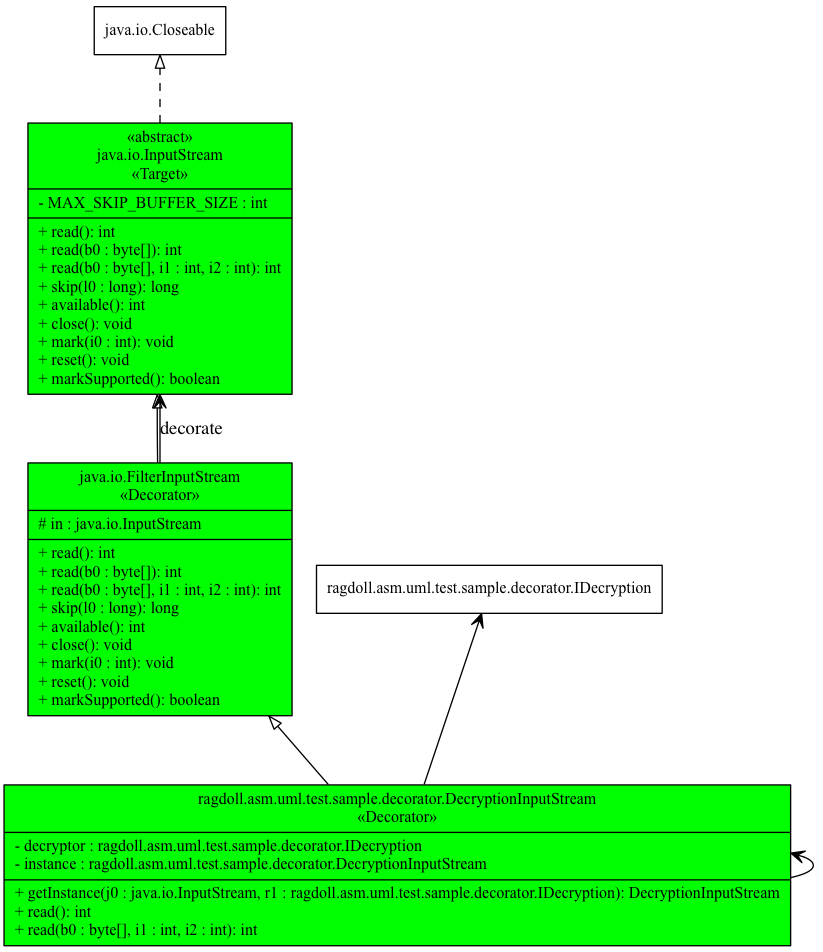 java.io.Closeable
«abstract»
java.io.InputStream
«Target»
- MAX_SKIP_BUFFER_SIZE : int
+ read(): int
+ read(b0 : byte[]): int
+ read(b0 : byte[], i1 : int, i2 : int): int
+ skip(l0 : long): long
+ available(): int
+ close(): void
+ mark(i0 : int): void
+ reset(): void
+ markSupported(): boolean
decorate
java.io.FilterInputStream
«Decorator»
# in : java.io.InputStream
+ read(): int
+ read(b0 : byte[]): int
+ read(b0 : byte[], i1 : int, i2 : int): int
+ skip(l0 : long): long
+ available(): int
+ close(): void
+ mark(i0 : int): void
+ reset(): void
+ markSupported(): boolean
ragdoll.asm.uml.test.sample.decorator.IDecryption
ragdoll.asm.uml.test.sample.decorator.DecryptionInputStream
«Decorator»
- decryptor : ragdoll.asm.uml.test.sample.decorator.IDecryption
- instance : ragdoll.asm.uml.test.sample.decorator.DecryptionInputStream
+ getInstance(j0 : java.io.InputStream, r1 : ragdoll.asm.uml.test.sample.decorator.IDecryption): DecryptionInputStream
+ read(): int
+ read(b0 : byte[], i1 : int, i2 : int): int